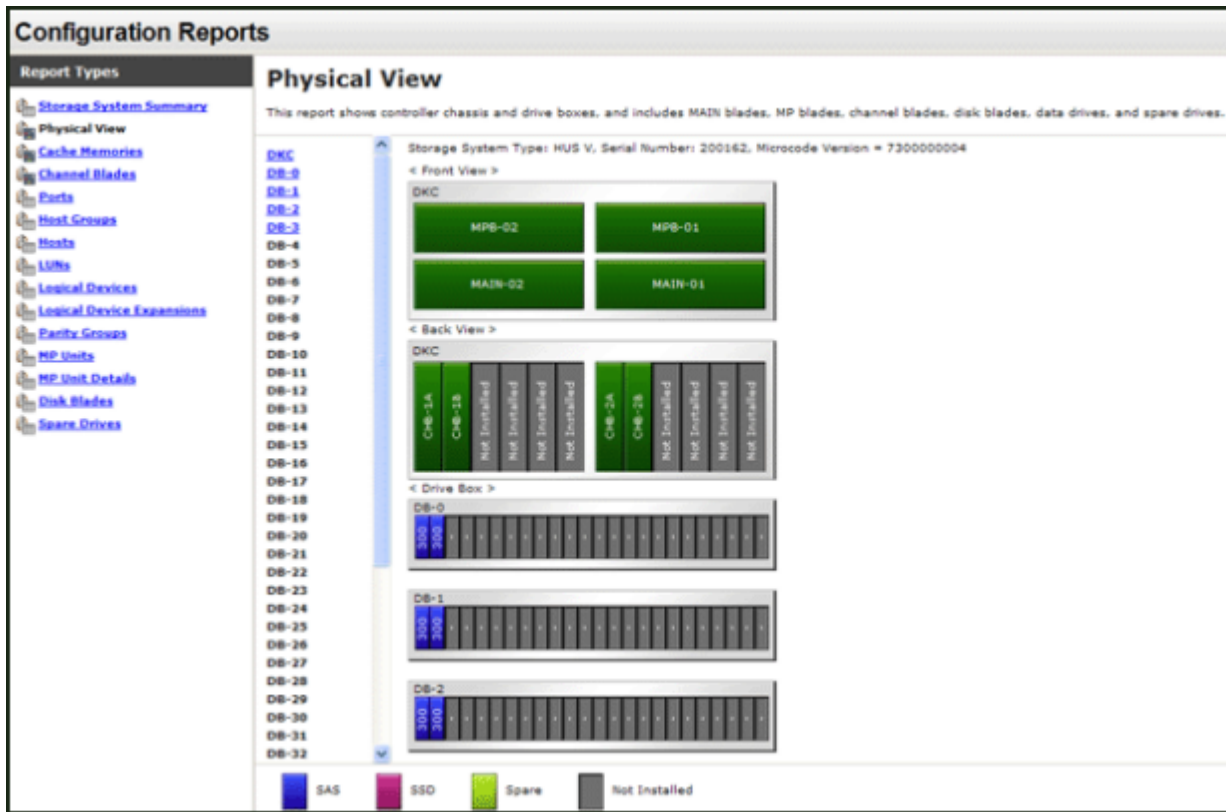 Configuration Reports
Report Types
Storage System Summary
Physical View
Cache Memories
Channel Blades
Ports
Host Groups
Hosts
LUNs
Logical Devices
Logical Device Expansions
Parity Groups
MP Units
MP Unit Details
Disk Blades
Spare Drives
Physical View
This report shows controller chassis and drive boxes, and includes MAIN blades, MP blades, channel blades, disk blades, data drives, and spare drives.
DKC
DB-0
DB-1
DB-2
DB-3
DB-4
DB-5
DB-6
DB-7
DB-8
DB-9
DB-10
DB-11
DB-12
DB-13
DB-14
DB-15
DB-16
DB-17
DB-18
DB-19
DB-20
DB-21
DB-22
DB-23
DB-24
DB-25
DB-26
DB-27
DB-28
DB-29
DB-30
DB-31
DB-32
Storage System Type: HUS V, Serial Number: 200162, Microcode Version = 7300000004
< Front View >
DKC
MPB-02 MPB-01
MAIN-02 MAIN-01
< Back View >
DKC
CHB-1A
CHB-1B
Not Installed
Not Installed
Not Installed
Not Installed
CHB-2A
CHB-2B
Not Installed
Not Installed
Not Installed
Not Installed
< Drive Box >
DB-0
300
300
DB-1
300
300
DB-2
300
300
SAS SSD Spare Not Installed